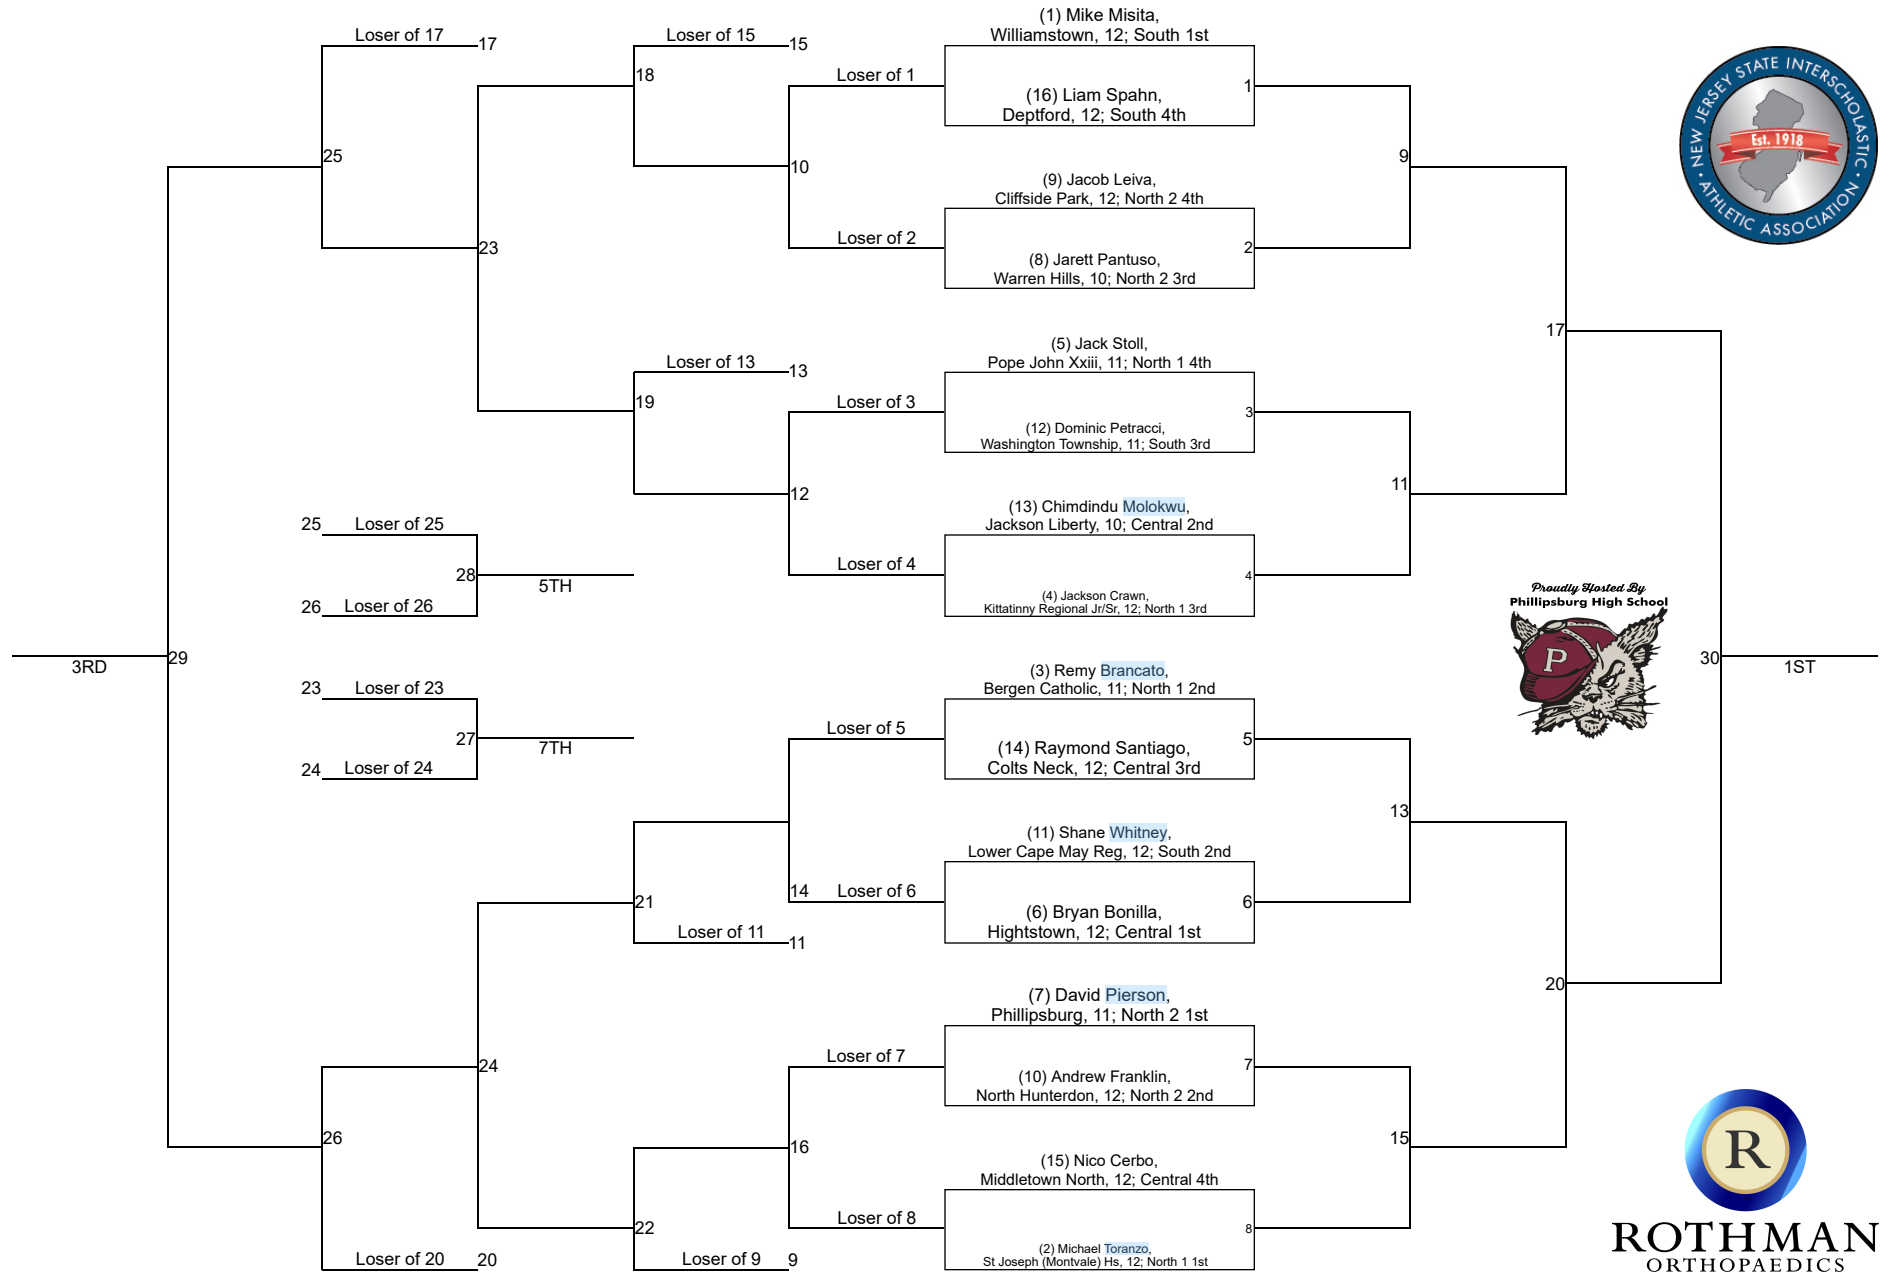 (1) Mike Misita,
Williamstown, 12; South 1st
Loser of 17
17
Loser of 15
15
18
Loser of 1
1
(16) Liam Spahn,
Deptford, 12; South 4th
NEW JERSEY STATE INTERSCHOLASTIC
• ATHLETIC ASSOCIATION •
Est. 1918
25
10
9
(9) Jacob Leiva,
Cliffside Park, 12; North 2 4th
23
Loser of 2
2
(8) Jarett Pantuso,
Warren Hills, 10; North 2 3rd
17
(5) Jack Stoll,
Pope John Xxiii, 11; North 1 4th
Loser of 13
13
19
Loser of 3
3
(12) Dominic Petracci,
Washington Township, 11; South 3rd
12
11
(13) Chimdindu Molokwu,
Jackson Liberty, 10; Central 2nd
25
Loser of 25
Loser of 4
4
28
5TH
(4) Jackson Crawn,
Kittatinny Regional Jr/Sr, 12; North 1 3rd
26
Loser of 26
Proudly Hosted By
Phillipsburg High School
P
3RD
29
30
1ST
(3) Remy Brancato,
Bergen Catholic, 11; North 1 2nd
23
Loser of 23
Loser of 5
5
27
7TH
(14) Raymond Santiago,
Colts Neck, 12; Central 3rd
24
Loser of 24
13
(11) Shane Whitney,
Lower Cape May Reg, 12; South 2nd
14
Loser of 6
6
21
(6) Bryan Bonilla,
Hightstown, 12; Central 1st
Loser of 11
11
20
(7) David Pierson,
Phillipsburg, 11; North 2 1st
24
Loser of 7
7
(10) Andrew Franklin,
North Hunterdon, 12; North 2 2nd
26
16
15
(15) Nico Cerbo,
Middletown North, 12; Central 4th
Loser of 8
8
22
(2) Michael Toranzo,
St Joseph (Montvale) Hs, 12; North 1 1st
Loser of 20
20
Loser of 9
9
R
ROTHMAN
ORTHOPAEDICS